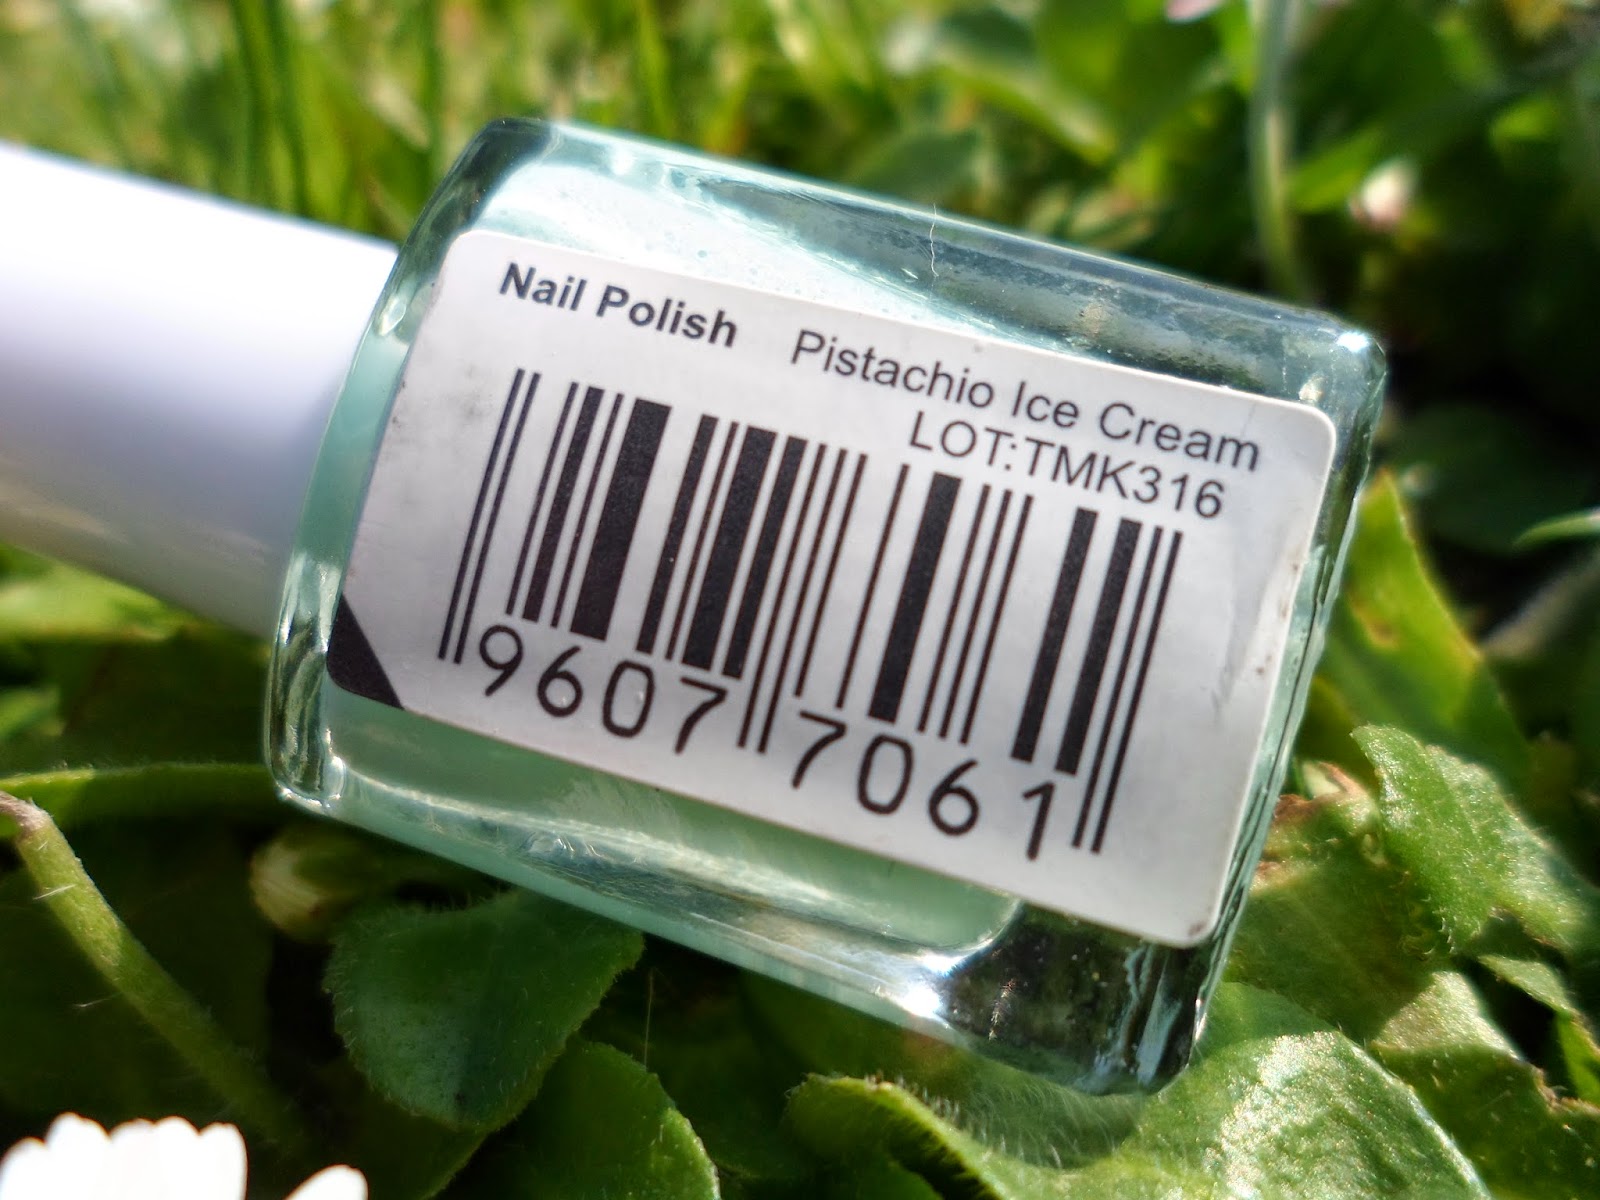 Nail Polish Pistachio Ice Cream
LOT:TMK316
9607 7061